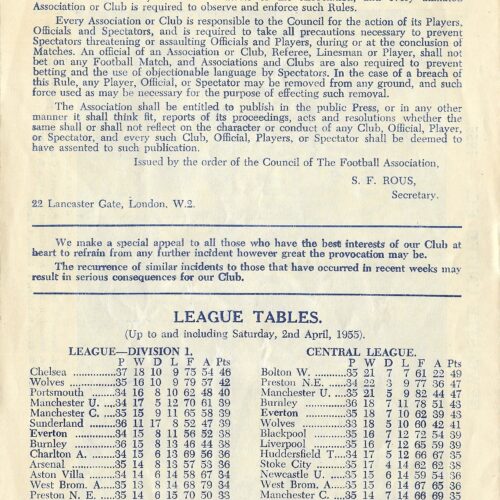 Association or Club is required to observe and enforce such Rules.
Every Association or Club is responsible to the Council for the action of its Players,
Officials and Spectators, and is required to take all precautions necessary to prevent
Spectators threatening or assaulting Officials and Players, during or at the conclusion of
Matches. An official of an Association or Club, Referee, Linesman or Player, shall not
bet on any Football Match, and Associations and Clubs are also required to prevent
betting and the use of objectionable language by Spectators. In the case of a breach of
this Rule, any Player, Official, or Spectator may be removed from any ground, and such
force used as may be necessary for the purpose of effecting such removal.
The Association shall be entitled to publish in the public Press, or in any other
manner it shall think fit, reports of its proceedings, acts and resolutions whether the
same shall or shall not reflect on the character or conduct of any Club, Official, Player,
or Spectator, and every such Club, Official, Players, or Spectator shall be deemed to
have assented to such publication.
Issued by the order of the Council of The Football Association,
S. F. ROUS,
Secretary.
22 Lancaster Gate, London, W.2.
We make a special appeal to all those who have the best interests of our Club at
heart to refrain from any further incident however great the provocation may be.
The recurrence of similar incidents to those that have occurred in recent weeks may
result in serious consequences for our Club.
LEAGUE TABLES.
(Up to and including Saturday, 2nd April, 1955).
LEAGUE—DIVISION 1.
P W D L F A Pts
Chelsea ............37 18 10 9 75 54 46
Wolves ............35 16 10 9 79 57 42
Portsmouth .......34 16 8 10 62 48 40
Manchester U. ...34 17 5 12 70 61 39
Manchester C. ....35 15 9 11 65 58 39
Sunderland .......36 11 17 8 52 47 39
Everton ............34 15 8 11 56 52 38
Burnley ............36 15 8 13 46 44 38
Charlton A. .......34 15 6 13 69 56 36
Arsenal ............35 14 8 13 57 53 36
Aston Villa .......34 14 6 14 58 67 34
West Brom. A. ...35 13 8 14 68 79 34
Preston N. E. .....35 14 6 15 70 50 33
CENTRAL LEAGUE.
P W D L F A Pts
Bolton W. .........35 21 7 7 61 22 49
Preston N.E. .....34 22 3 9 77 36 47
Manchester U. ...35 21 5 9 82 44 47
Burnley ............36 18 7 11 78 51 43
Everton ............35 18 7 10 62 39 43
Wolves ............33 18 5 10 60 42 41
Blackpool .........35 16 7 12 72 54 39
Liverpool .........35 16 7 12 65 59 39
Huddersfield T....34 17 5 12 66 67 35
Stoke City .......35 17 4 14 62 62 38
Newcastle U. .....35 15 6 14 59 54 36
West Brom. A....35 15 6 14 67 65 36
Manchester C. ...35 14 7 14 66 69 35